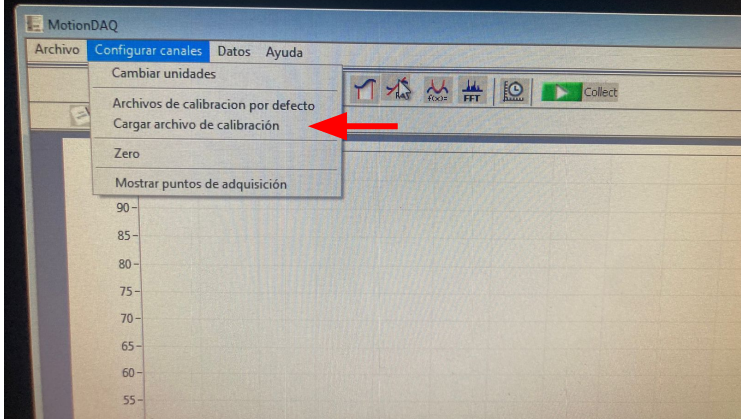 MotionDAQ
Archivo Configurar canales Datos Ayuda
Cambiar unidades
Archivos de calibracion por defecto
Cargar archivo de calibración
Zero
Mostrar puntos de adquisición
RAS f(x)= FFT Collect
90
85
80
75
70
65
60
55